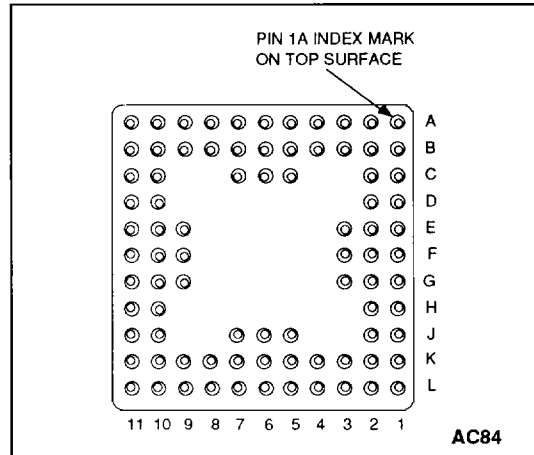 PIN 1A INDEX MARK
ON TOP SURFACE
A
B
C
D
E
F
G
H
J
K
L
11 10 9 8 7 6 5 4 3 2 1
AC84